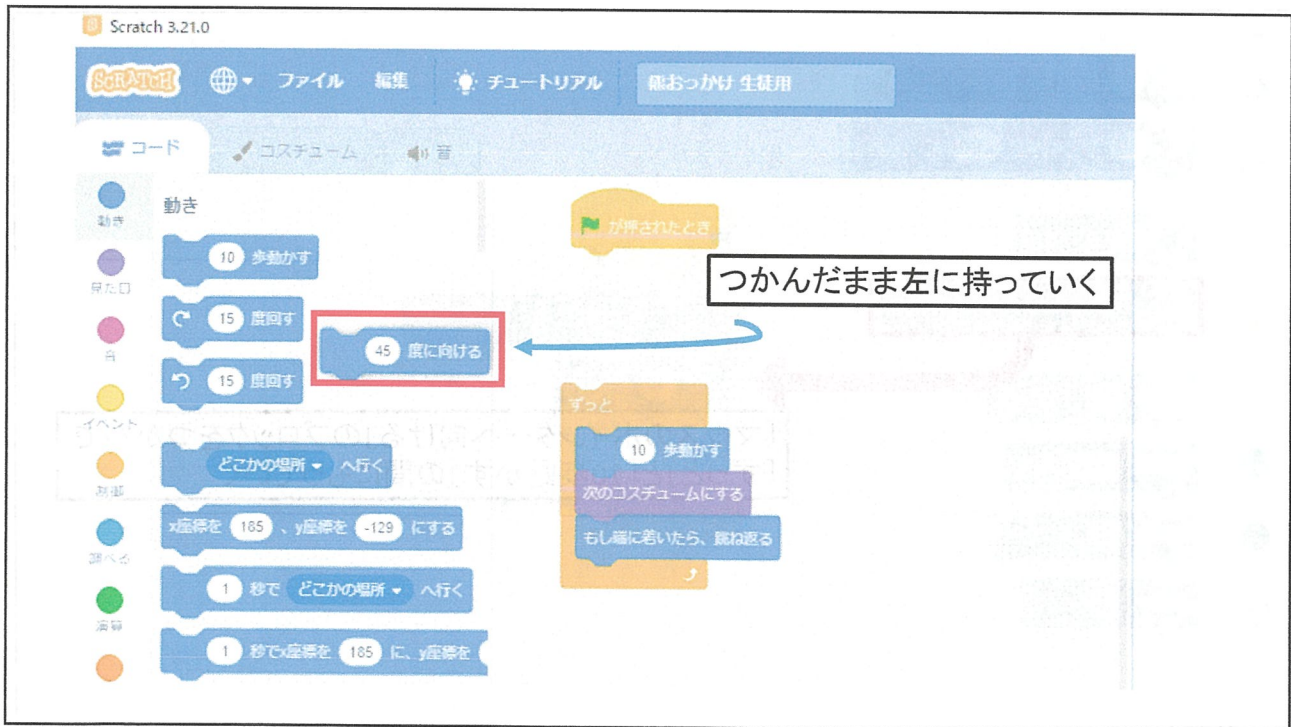 Scratch 3.21.0
SCRATCH ファイル 編集 チュートリアル 猫おっかけ 生徒用
コード コスチューム 音
動き
見た目
音
イベント
制御
調べる
演算
動き
10 歩動かす
15 度回す
15 度回す
どこかの場所 へ行く
x座標を 185 、y座標を -129 にする
1 秒で どこかの場所 へ行く
1 秒でx座標を 185 に、y座標を
45 度に向ける
が押されたとき
つかんだまま左に持っていく
ずっと
10 歩動かす
次のコスチュームにする
もし端に着いたら、跳ね返る